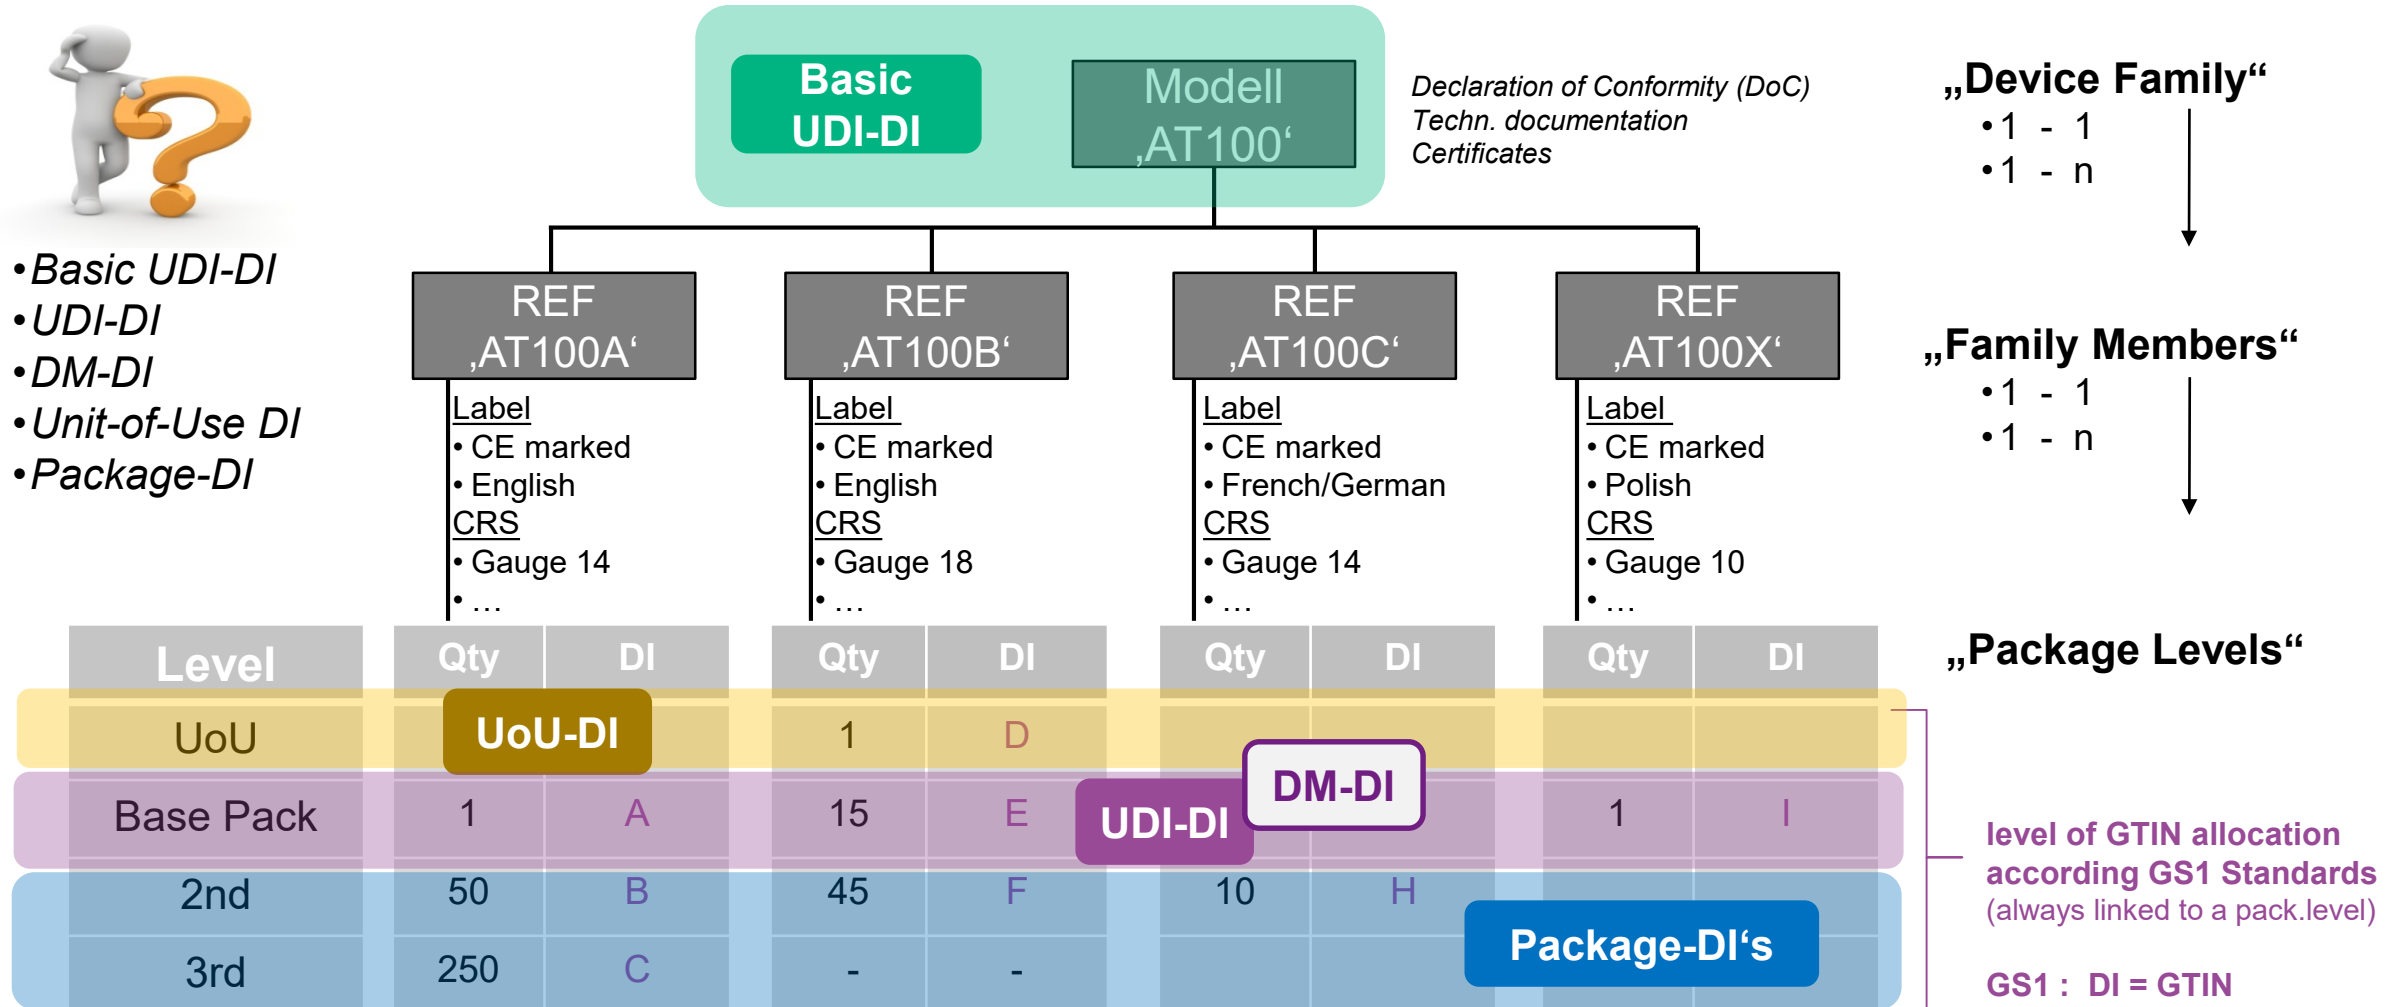 Basic
UDI-DI
Modell
‚AT100‘
Declaration of Conformity (DoC)
Techn. documentation
Certificates
„Device Family“
•1 - 1
•1 - n
•Basic UDI-DI
•UDI-DI
•DM-DI
•Unit-of-Use DI
•Package-DI
REF
‚AT100A‘
REF
‚AT100B‘
REF
‚AT100C‘
REF
‚AT100X‘
„Family Members“
•1 - 1
•1 - n
Label
• CE marked
• English
CRS
• Gauge 14
• …
Label
• CE marked
• English
CRS
• Gauge 18
• …
Label
• CE marked
• French/German
CRS
• Gauge 14
• …
Label
• CE marked
• Polish
CRS
• Gauge 10
• …
„Package Levels“
Level Qty DI Qty DI Qty DI Qty DI
UoU UoU-DI 1 D
DM-DI
Base Pack 1 A 15 E UDI-DI 1 I
2nd 50 B 45 F 10 H
Package-DI‘s
3rd 250 C - -
level of GTIN allocation
according GS1 Standards
(always linked to a pack.level)
GS1 : DI = GTIN